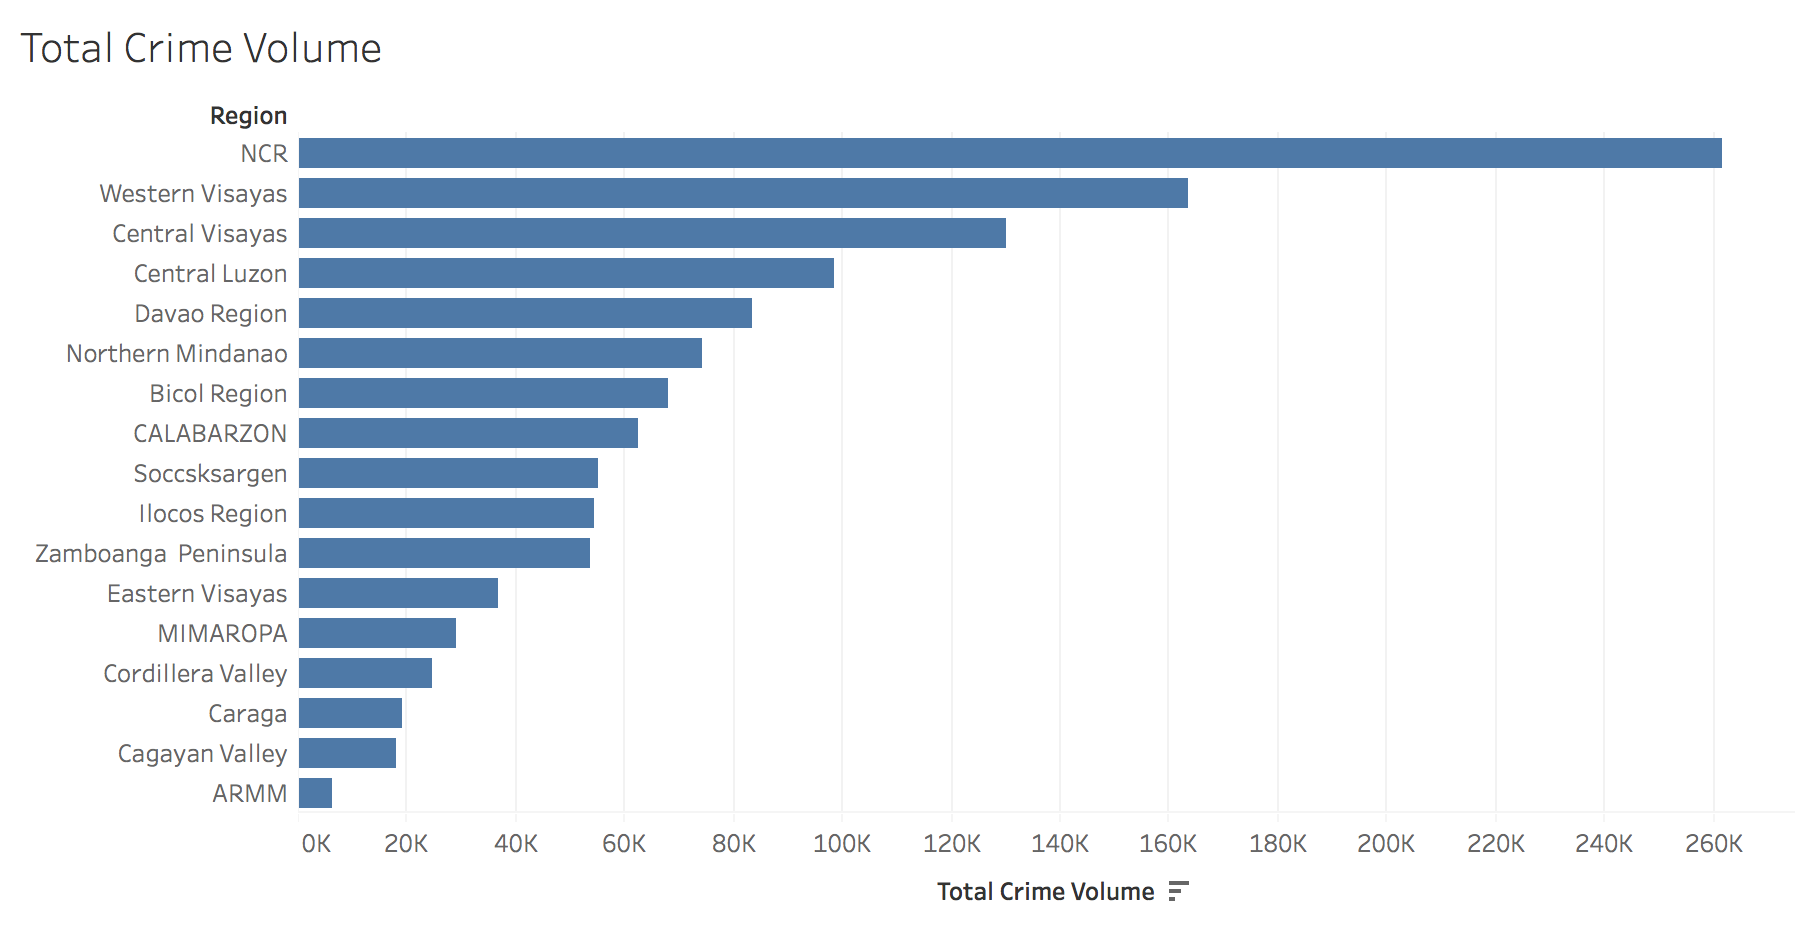 Total Crime Volume
Region
NCR
Western Visayas
Central Visayas
Central Luzon
Davao Region
Northern Mindanao
Bicol Region
CALABARZON
Soccsksargen
Ilocos Region
Zamboanga  Peninsula
Eastern Visayas
MIMAROPA
Cordillera Valley
Caraga
Cagayan Valley
ARMM
0K 20K 40K 60K 80K 100K 120K 140K 160K 180K 200K 220K 240K 260K
Total Crime Volume